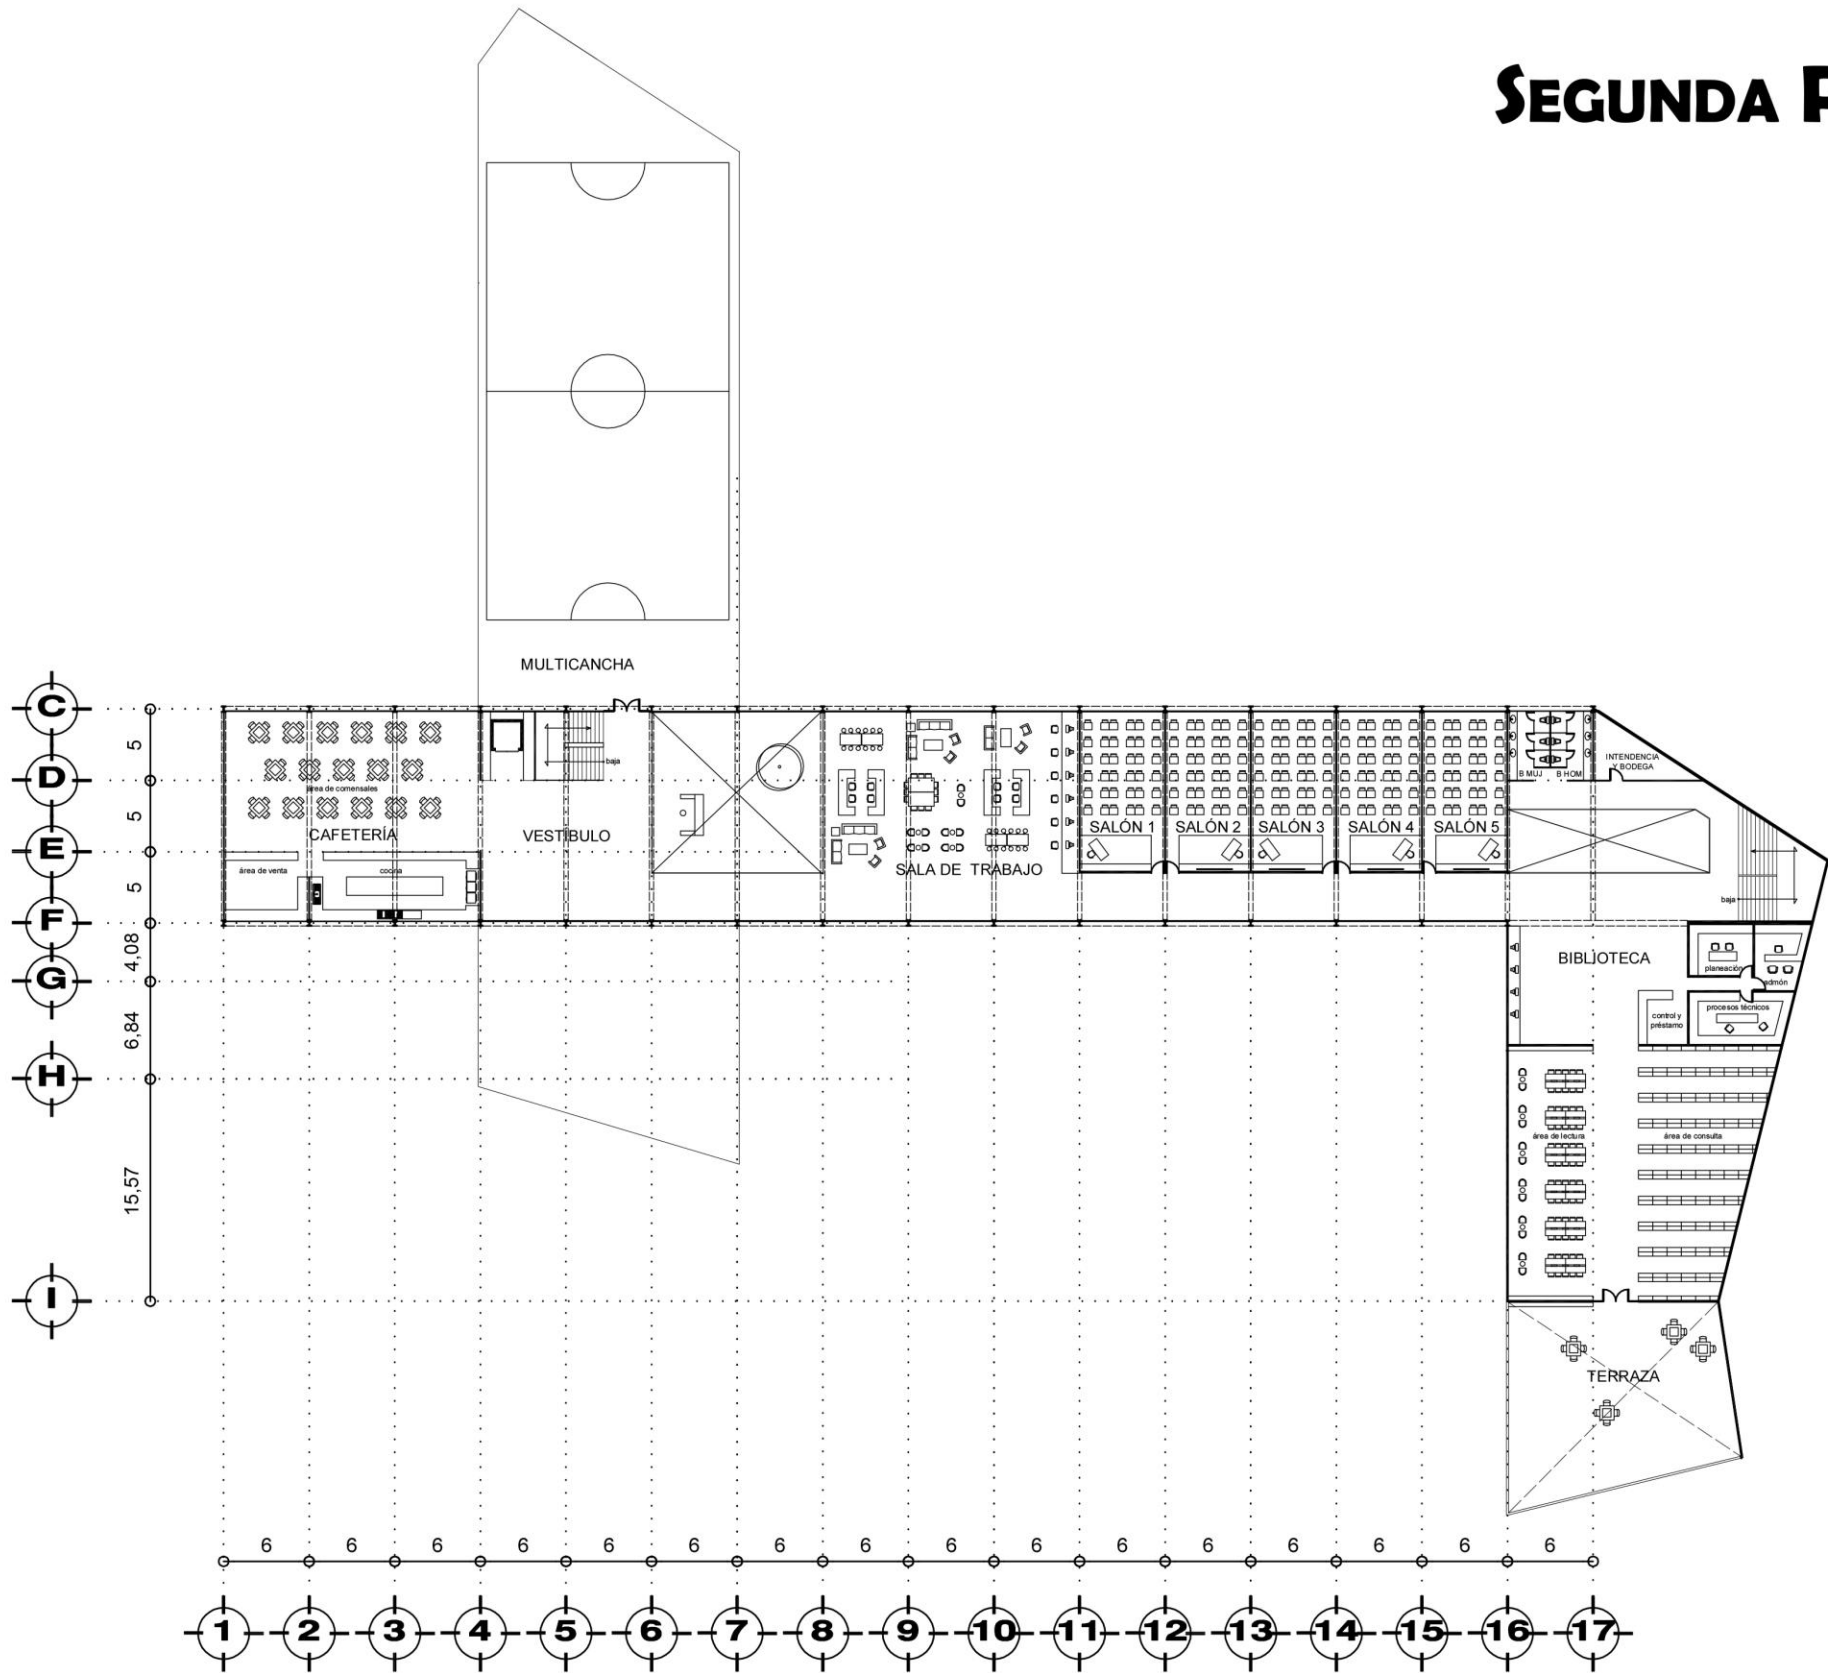 SEGUNDA P
MULTICANCHA
C
5
D
INTENDENCIA
Y BODEGA
B MUJ
B HOM
baja
área de comensales
5
CAFETERÍA
VESTÍBULO
SALÓN 1
SALÓN 2
SALÓN 3
SALÓN 4
SALÓN 5
E
área de venta
cocina
SALA DE TRABAJO
5
baja
F
4,08
BIBLIOTECA
planeación
G
admón
procesos técnicos
control y
préstamo
6,84
H
área de lectura
área de consulta
15,57
I
TERRAZA
6 6 6 6 6 6 6 6 6 6 6 6 6 6 6 6
1 2 3 4 5 6 7 8 9 10 11 12 13 14 15 16 17